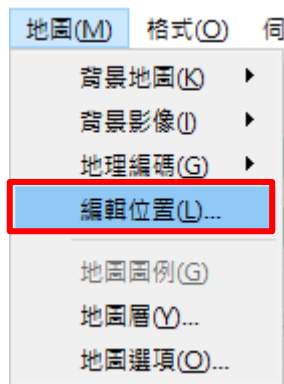 地圖(M) 格式(O) 伺
背景地圖(K)
背景影像(I)
地理編碼(G)
編輯位置(L)...
地圖圖例(G)
地圖層(Y)...
地圖選項(O)...